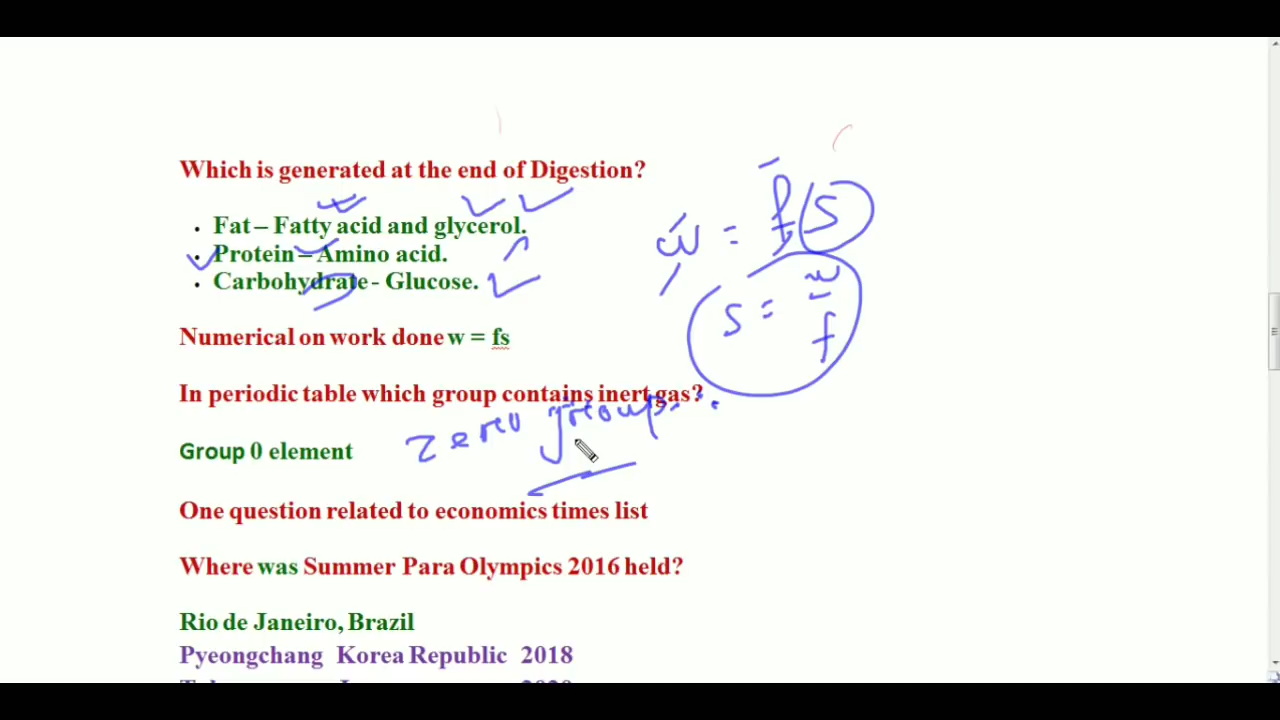 Which is generated at the end of Digestion?
• Fat – Fatty acid and glycerol.
• Protein – Amino acid.
• Carbohydrate - Glucose.
w = f(s
s = w
f
Numerical on work done w = fs
In periodic table which group contains inert gas?
zero group..
Group 0 element
One question related to economics times list
Where was Summer Para Olympics 2016 held?
Rio de Janeiro, Brazil
Pyeongchang Korea Republic 2018